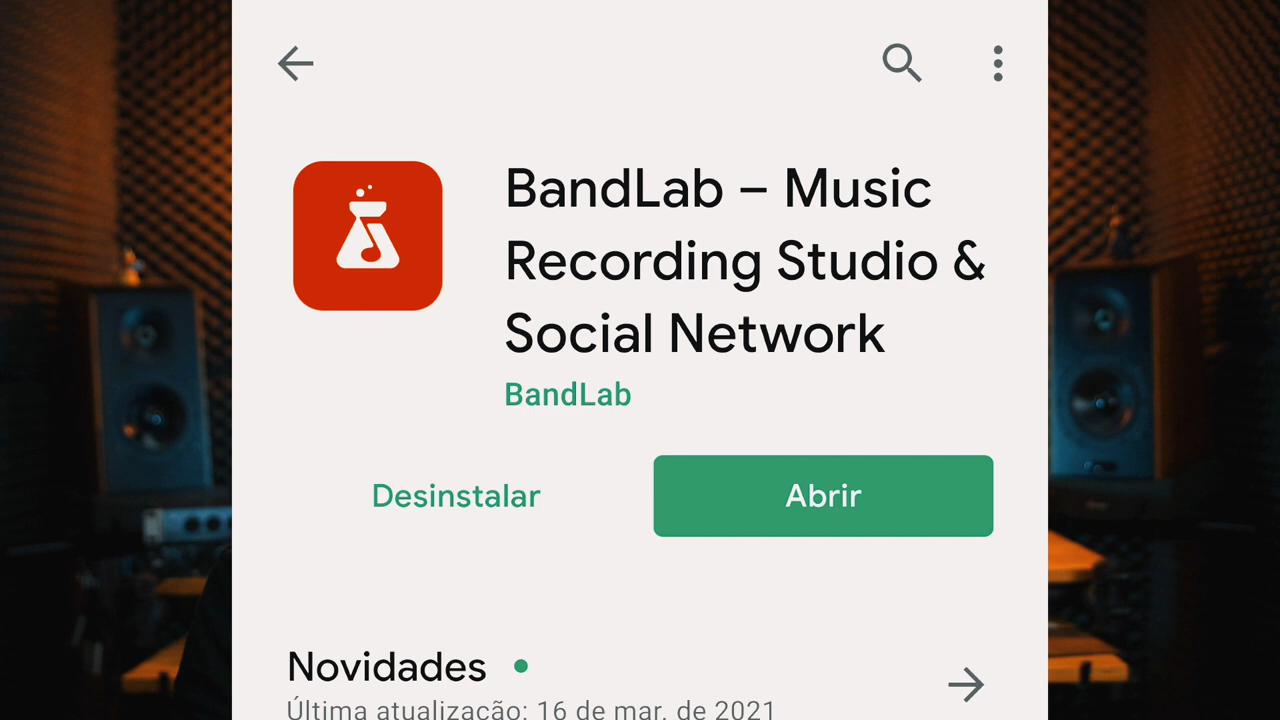 BandLab – Music
Recording Studio &
Social Network
BandLab
Desinstalar
Abrir
Novidades
Última atualização: 16 de mar. de 2021